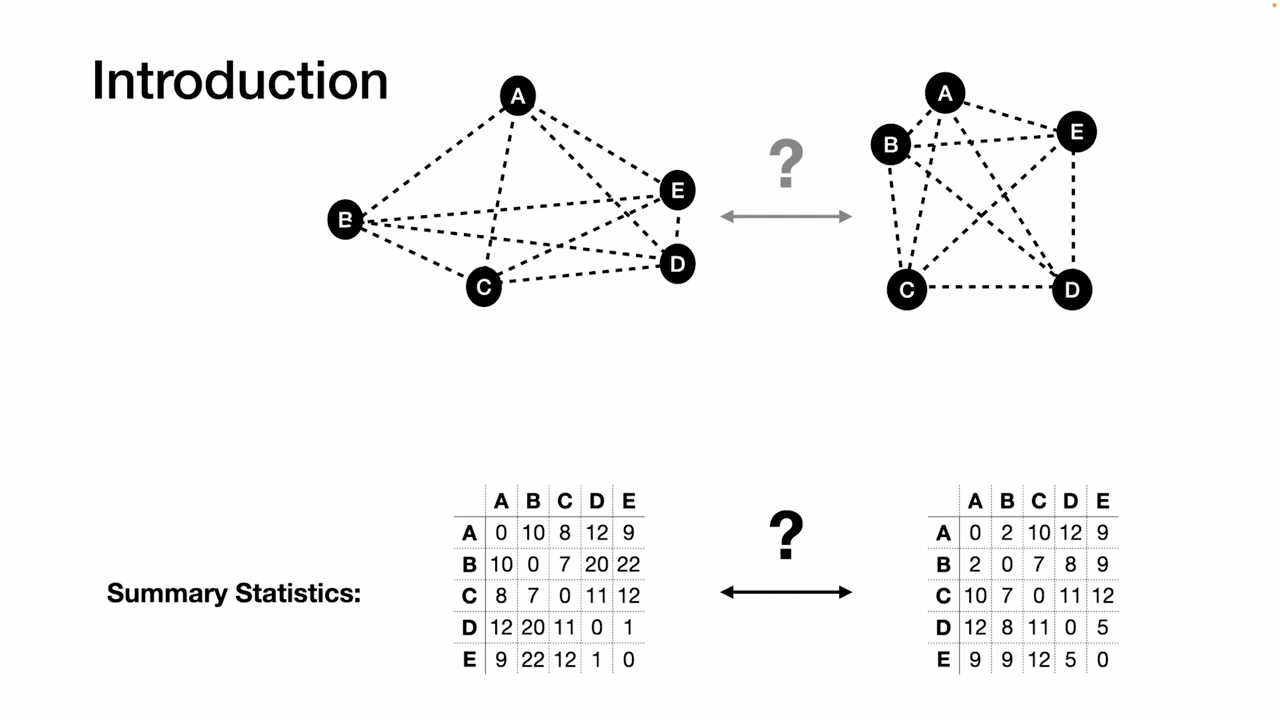 Introduction
A
B
C
D
E
?
A
B
C
D
E
Summary Statistics:
A B C D E
A 0 10 8 12 9
B 10 0 7 20 22
C 8 7 0 11 12
D 12 20 11 0 1
E 9 22 12 1 0
?
A B C D E
A 0 2 10 12 9
B 2 0 7 8 9
C 10 7 0 11 12
D 12 8 11 0 5
E 9 9 12 5 0